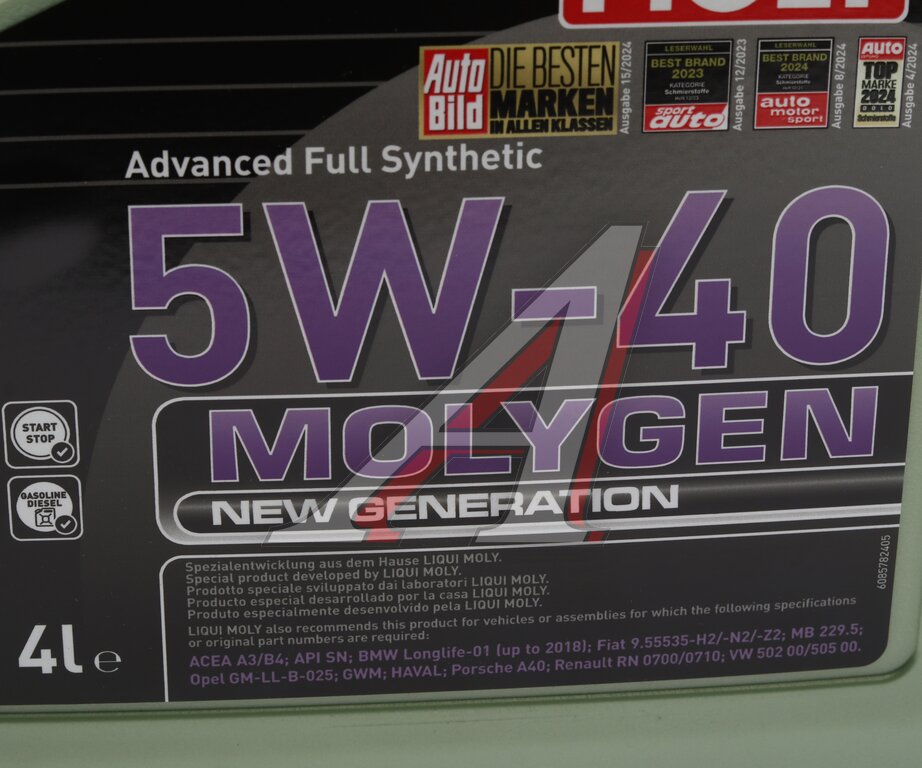 Auto Bild
DIE BESTEN
MARKEN
IN ALLEN KLASSEN
Ausgabe 15/2024
LESERWAHL
BEST BRAND
2023
KATEGORIE
Schmierstoffe
sport
auto
Ausgabe 12/2023
LESERWAHL
BEST BRAND
2024
KATEGORIE
Schmierstoffe
auto
motor
sport
Ausgabe 8/2024
Auto
TOP
MARKE
2024
GOLD
Schmierstoffe
Ausgabe 4/2024
Advanced Full Synthetic
5W-40
MOLYGEN
NEW GENERATION
START
STOP
GASOLINE
DIESEL
Spezialentwicklung aus dem Hause LIQUI MOLY.
Special product developed by LIQUI MOLY.
Prodotto speciale sviluppato dai laboratori LIQUI MOLY.
Producto especial desarrollado por la casa LIQUI MOLY.
Produto especialmente desenvolvido pela LIQUI MOLY.
LIQUI MOLY also recommends this product for vehicles or assemblies for which the following specifications
or original part numbers are required:
ACEA A3/B4; API SN; BMW Longlife-01 (up to 2018); Fiat 9.55535-H2/-N2/-Z2; MB 229.5;
Opel GM-LL-B-025; GWM; HAVAL; Porsche A40; Renault RN 0700/0710; VW 502 00/505 00.
6085782405
4l e